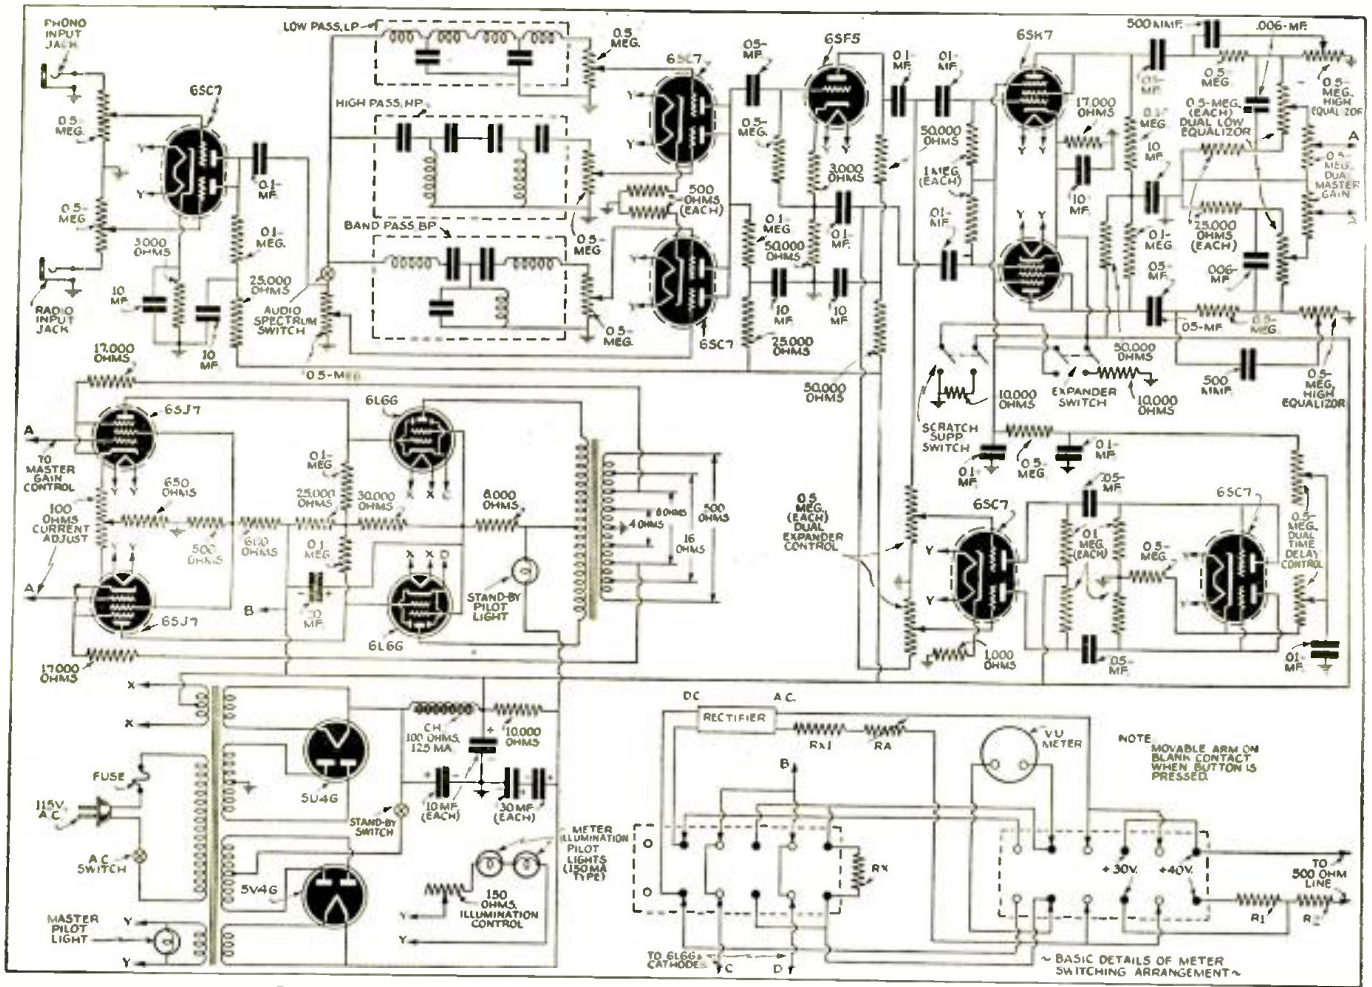 PHONO
INPUT
JACK
LOW PASS, LP
0.5
MEG.
6SC7
0.5-
MF.
6SF5
0.1
MF.
0.1
MF.
6SK7
500 MMF.
.006-MF.
6SC7
HIGH PASS, HP
0.5-
MEG.
17,000
OHMS
0.5-
MEG.
0.5-
MEG.
HIGH
EQUALIZOR
0.5-MEG.
(EACH)
DUAL LOW
EQUALIZOR
0.5-
MEG.
Y
Y
0.1-
MF.
Y
Y
500
OHMS
(EACH)
3,000
OHMS
50,000
OHMS
1 MEG.
(EACH)
10
MF.
10
MF.
A
0.5-
MEG.
DUAL
MASTER
GAIN
0.5-
MEG.
3,000
OHMS
0.1-
MEG.
BAND PASS, BP
0.5-MEG.
0.1
MEG.
50,000
OHMS
0.1-
MF.
0.1
MF.
0.1-
MEG.
25,000
OHMS
(EACH)
.006-
MF.
RADIO
INPUT
JACK
10
MF.
25,000
OHMS
10
MF.
AUDIO
SPECTRUM
SWITCH
0.5-
MEG.
6SC7
10
MF.
25,000
OHMS
10
MF.
05-MF
0.5-
MEG.
17,000
OHMS
0.5-MEG.
50,000
OHMS
10,000
OHMS
EXPANDER
SWITCH
10,000
OHMS
50,000
OHMS
500
MMF.
0.5-
MEG.
HIGH
EQUALIZOR
6SJ7
6L6G
SCRATCH
SUPP
SWITCH
A
TO
MASTER
GAIN
CONTROL
Y Y
650
OHMS
0.1-
MEG.
25,000
OHMS
30,000
OHMS
X X C
8,000
OHMS
4 OHMS
8 OHMS
16
OHMS
500
OHMS
0.1
MF.
0.5-
MEG.
0.1-
MF.
100
OHMS
CURRENT
ADJUST
500
OHMS
600
OHMS
0.1
MEG.
X X D
0.5
MEG.,
(EACH)
DUAL
EXPANDER
CONTROL
6SC7
0.1
MEG.
(EACH)
0.5-
MEG.
6SC7
0.5-
MEG.,
DUAL
TIME
DELAY
CONTROL
A
6SJ7
B
6L6G
STAND-BY
PILOT
LIGHT
17,000
OHMS
1,000
OHMS
0.5-
MF.
0.1-
MF.
X
X
CH
100 OHMS,
125 MA.
10,000
OHMS
D.C.
A.C.
RECTIFIER
RX1
RA
VU
METER
NOTE
MOVABLE ARM ON
BLANK CONTACT
WHEN BUTTON IS
PRESSED.
FUSE
5U4G
115V.
A.C.
STAND-BY
SWITCH
10 MF.
(EACH)
30 MF.
(EACH)
B
A.C.
SWITCH
5V4G
METER
ILLUMINATION
PILOT
LIGHTS
(150 MA
TYPE)
RX
+30V.
+40V.
TO
500 OHM
LINE
150
OHMS,
ILLUMINATION
CONTROL
R1
MASTER
PILOT
LIGHT
Y
Y
Y
Y
TO 6L6Gs
CATHODES
C
D
~ BASIC DETAILS OF METER
SWITCHING ARRANGEMENT ~